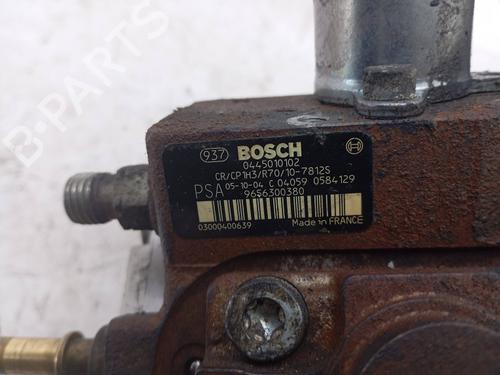 B-Parts
937 BOSCH
0445010102
CR/CP1H3/R70/10-7812S
PSA 05-10-04 C 04059 0584129
9656300380
03000400639 Made in FRANCE